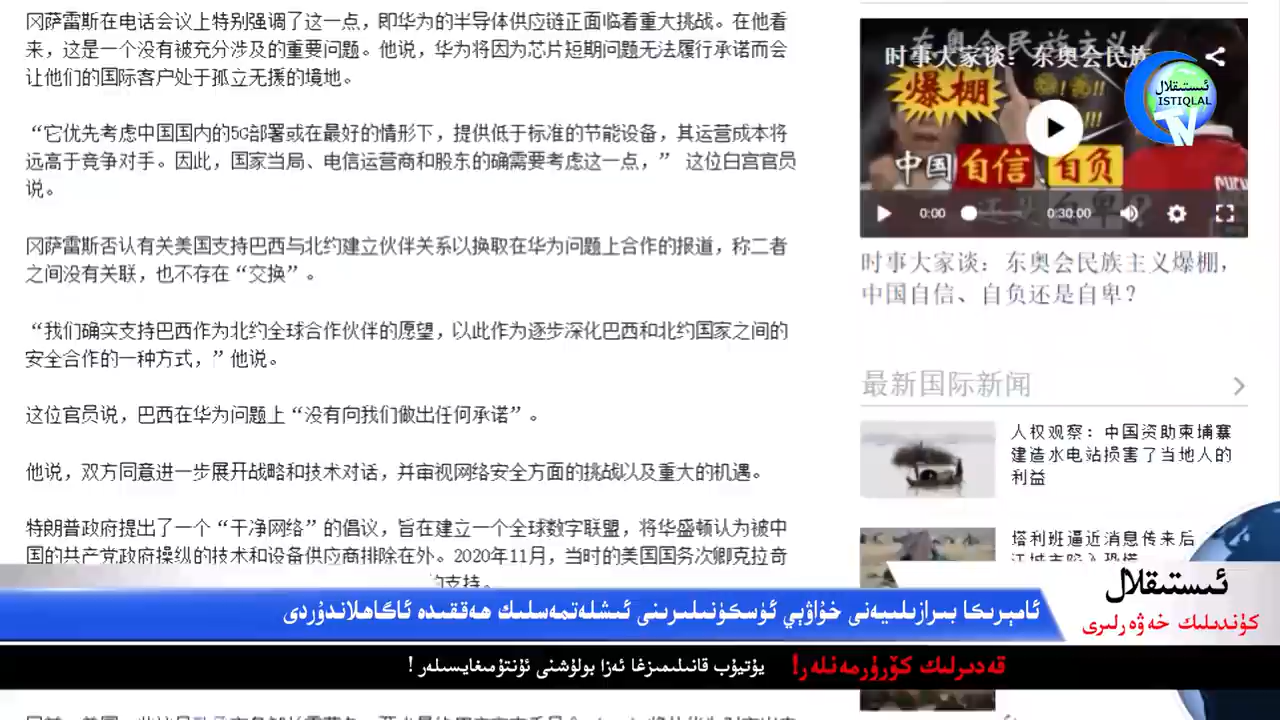 冈萨雷斯在电话会议上特别强调了这一点，即华为的半导体供应链正面临着重大挑战。在他看
来，这是一个没有被充分涉及的重要问题。他说，华为将因为芯片短期问题无法履行承诺而会
让他们的国际客户处于孤立无援的境地。
“它优先考虑中国国内的5G部署或在最好的情形下，提供低于标准的节能设备，其运营成本将
远高于竞争对手。因此，国家当局、电信运营商和股东的确需要考虑这一点，” 这位白宫官员
说。
冈萨雷斯否认有关美国支持巴西与北约建立伙伴关系以换取在华为问题上合作的报道，称二者
之间没有关联，也不存在“交换”。
“我们确实支持巴西作为北约全球合作伙伴的愿望，以此作为逐步深化巴西和北约国家之间的
安全合作的一种方式，”他说。
这位官员说，巴西在华为问题上“没有向我们做出任何承诺”。
他说，双方同意进一步展开战略和技术对话，并审视网络安全方面的挑战以及重大的机遇。
特朗普政府提出了一个“干净网络”的倡议，旨在建立一个全球数字联盟，将华盛顿认为被中
国的共产党政府操纵的技术和设备供应商排除在外。2020年11月，当时的美国国务次卿克拉奇
的支持。
时事大家谈：东奥会民族
东奥会民族主义
爆棚
中国自信、自负
还是自卑？
0:00
0:30:00
ئىستىقلال
ISTIQLAL
TV
时事大家谈：东奥会民族主义爆棚，
中国自信、自负还是自卑？
最新国际新闻
人权观察：中国资助柬埔寨
建造水电站损害了当地人的
利益
塔利班逼近消息传来后
ئىستىقلال
كۈندىلىك خەۋەرلىرى
ئامېرىكا بىرازىلىيەنى خۇاۋېي ئۈسكۈنىلىرىنى ئىشلەتمەسلىك ھەققىدە ئاگاھلاندۇردى
قەدىرلىك كۆرۈرمەنلەر! يۇتيۇب قانىلىمىزغا ئەزا بولۇشنى ئۇنتۇمىغايسىلەر !